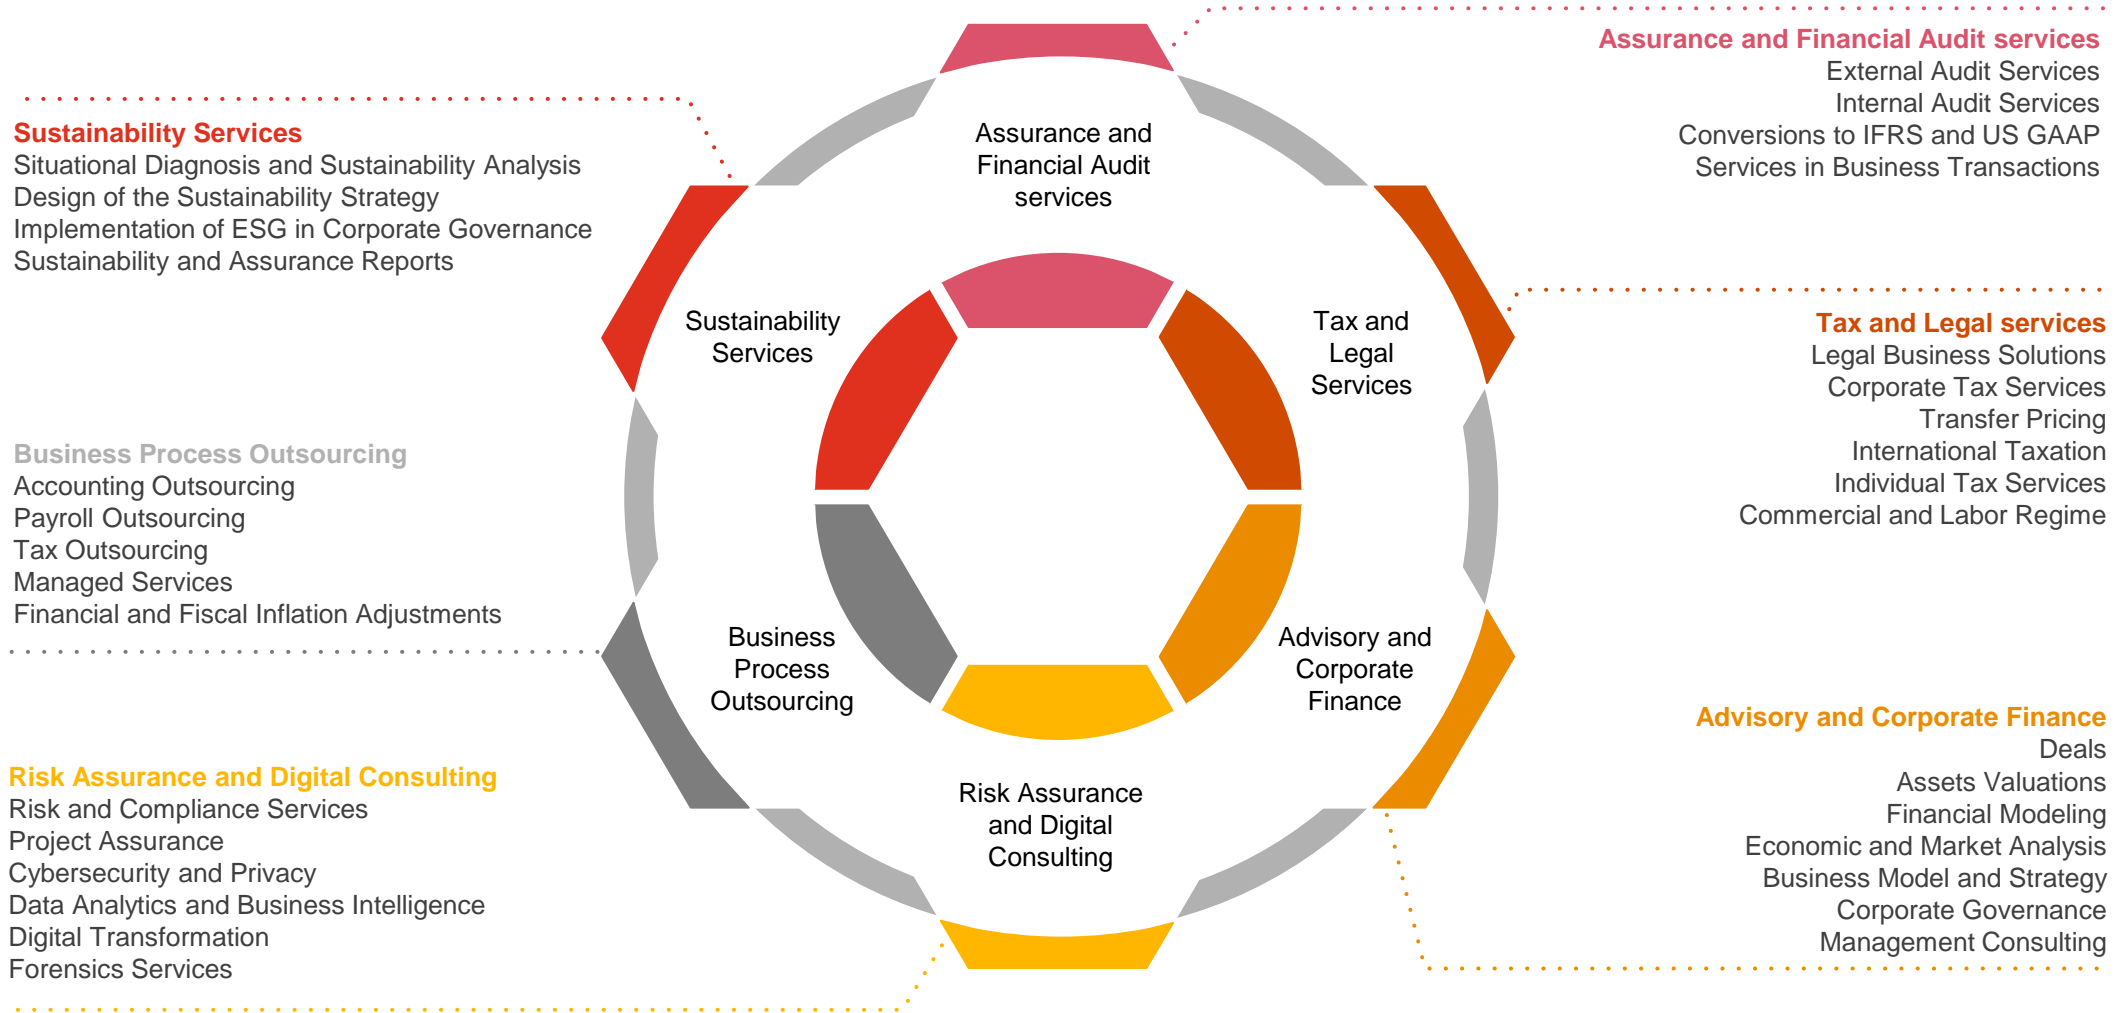 Assurance and Financial Audit services
External Audit Services
Internal Audit Services
Conversions to IFRS and US GAAP
Services in Business Transactions
Sustainability Services
Situational Diagnosis and Sustainability Analysis
Design of the Sustainability Strategy
Implementation of ESG in Corporate Governance
Sustainability and Assurance Reports
Assurance and
Financial Audit
services
Sustainability
Services
Tax and
Legal
Services
Tax and Legal services
Legal Business Solutions
Corporate Tax Services
Transfer Pricing
International Taxation
Individual Tax Services
Commercial and Labor Regime
Business Process Outsourcing
Accounting Outsourcing
Payroll Outsourcing
Tax Outsourcing
Managed Services
Financial and Fiscal Inflation Adjustments
Business
Process
Outsourcing
Advisory and
Corporate
Finance
Risk Assurance
and Digital
Consulting
Advisory and Corporate Finance
Deals
Assets Valuations
Financial Modeling
Economic and Market Analysis
Business Model and Strategy
Corporate Governance
Management Consulting
Risk Assurance and Digital Consulting
Risk and Compliance Services
Project Assurance
Cybersecurity and Privacy
Data Analytics and Business Intelligence
Digital Transformation
Forensics Services